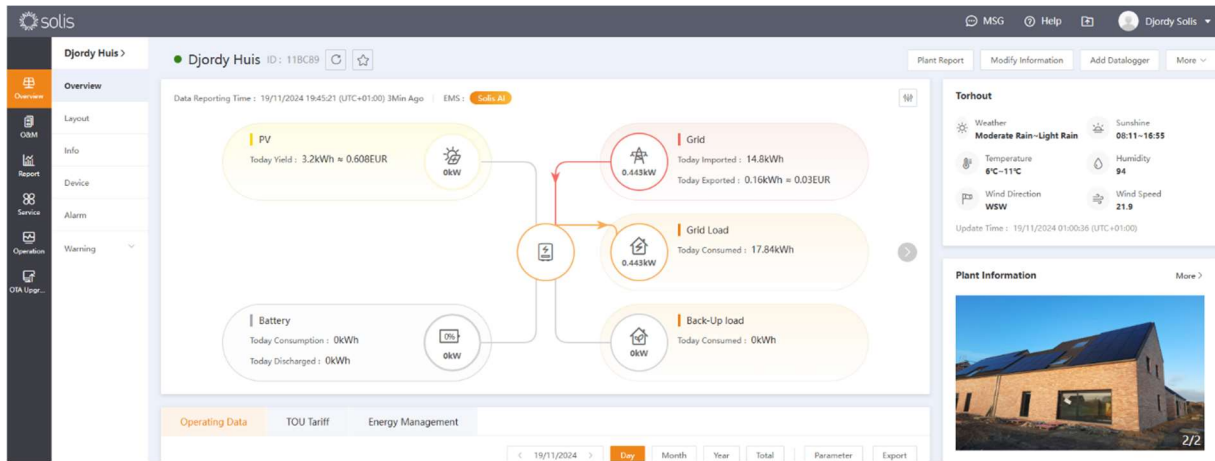 solis
MSG
Help
Djordy Solis
Overview
O&M
Report
Service
Operation
OTA Upgr...
Djordy Huis >
Overview
Layout
Info
Device
Alarm
Warning
Djordy Huis ID: 11BC89
Plant Report
Modify Information
Add Datalogger
More
Data Reporting Time : 19/11/2024 19:45:21 (UTC+01:00) 3Min Ago
EMS : Solis AI
PV
Today Yield : 3.2kWh ≈ 0.608EUR
0kW
Grid
Today Imported : 14.8kWh
Today Exported : 0.16kWh ≈ 0.03EUR
0.443kW
Grid Load
Today Consumed : 17.84kWh
0.443kW
Battery
Today Consumption : 0kWh
Today Discharged : 0kWh
0%
0kW
Back-Up load
Today Consumed : 0kWh
0kW
Operating Data
TOU Tariff
Energy Management
< 19/11/2024 >
Day
Month
Year
Total
Parameter
Export
Torhout
Weather
Moderate Rain~Light Rain
Sunshine
08:11~16:55
Temperature
6°C~11°C
Humidity
94
Wind Direction
WSW
Wind Speed
21.9
Update Time : 19/11/2024 01:00:36 (UTC+01:00)
Plant Information
More >
2/2